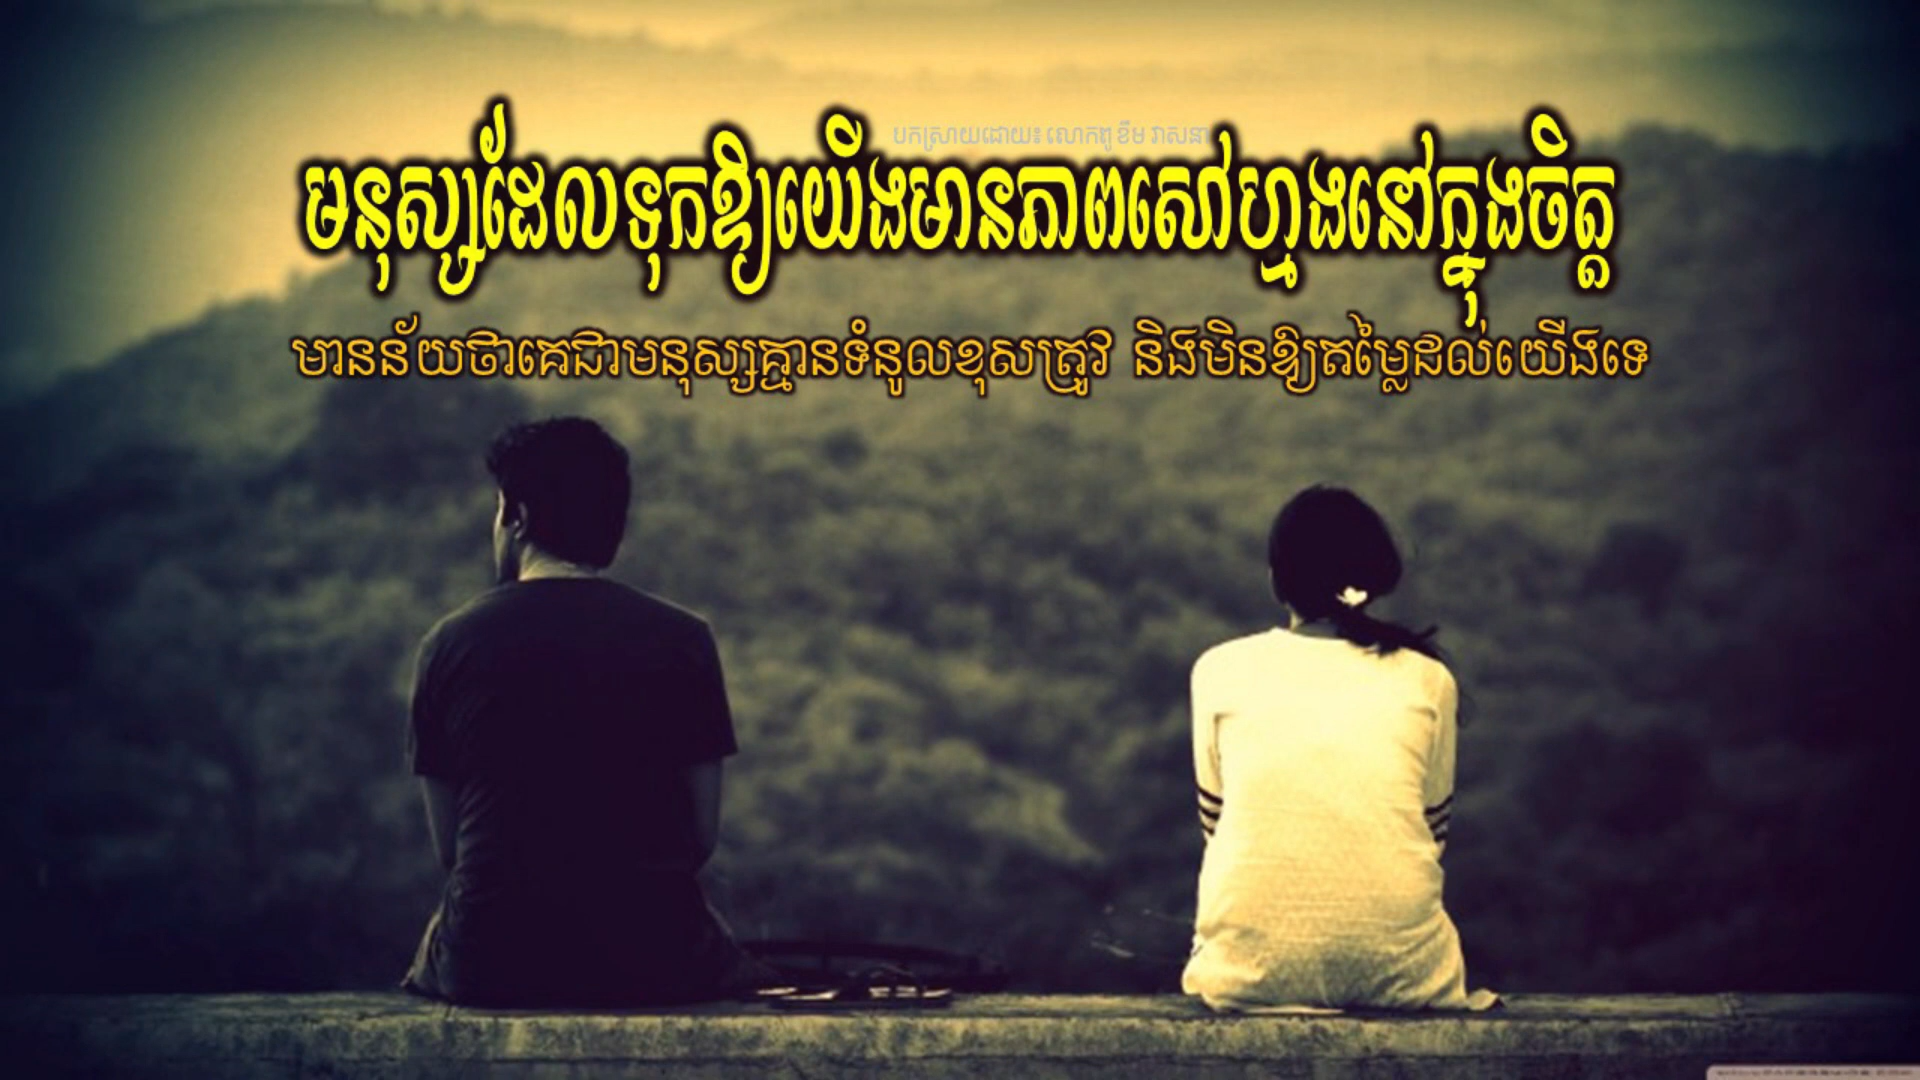 បកស្រាយដោយ៖ លោកពូ ខឹម វាសនា
មនុស្សដែលទុកឱ្យយើងមានភាពសៅហ្មងនៅក្នុងចិត្ត
មានន័យថាគេជាមនុស្សគ្មានទំនួលខុសត្រូវ និងមិនឱ្យតម្លៃដល់យើងទេ